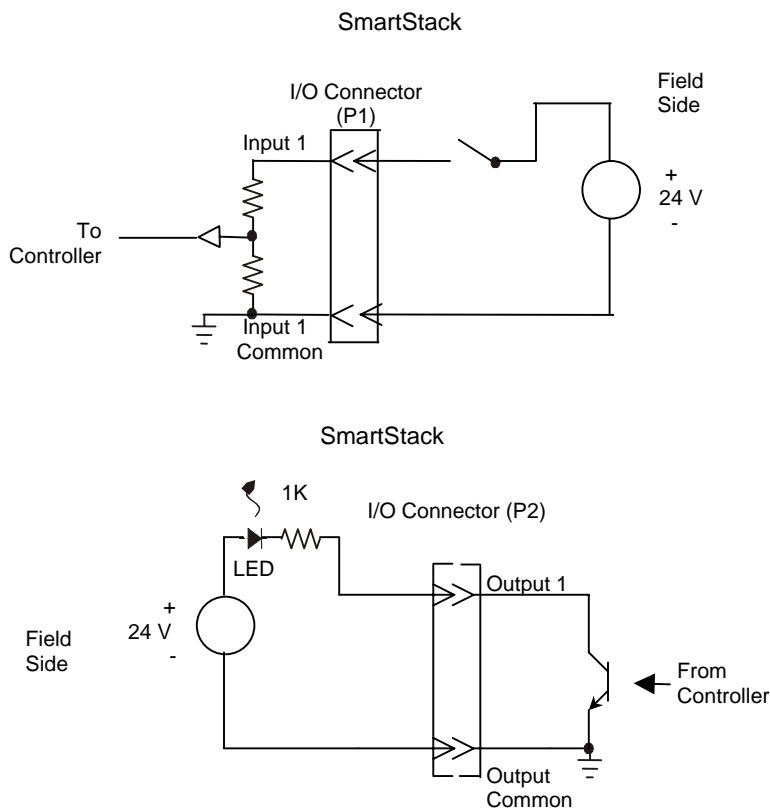 SmartStack
Field
Side
I/O Connector
(P1)
Input 1
+
24 V
-
To
Controller
Input 1
Common
SmartStack
1K
I/O Connector (P2)
LED
Output 1
+
24 V
-
Field
Side
From
Controller
Output
Common